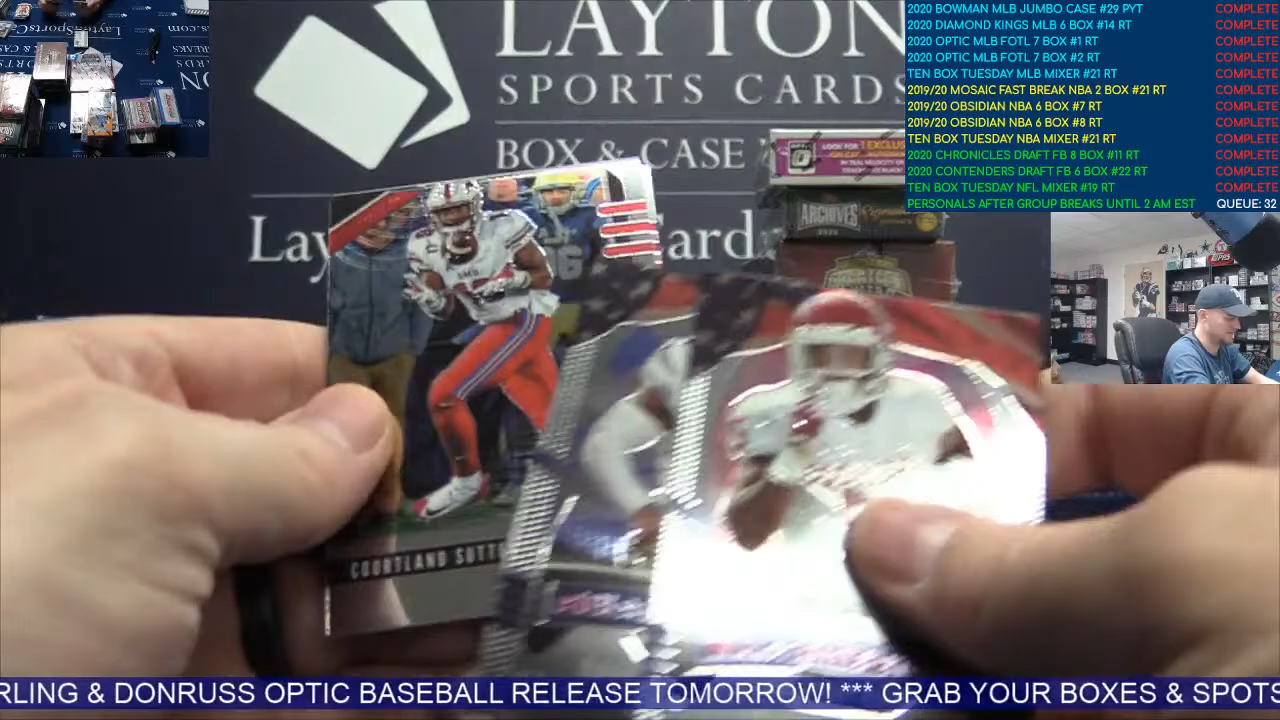 LAYTON
SPORTS CARDS
BOX & CASE
Lay
ard
ARCHIVES
COURTLAND SUTT
SMU
2020 BOWMAN MLB JUMBO CASE #29 PYT COMPLETE
2020 DIAMOND KINGS MLB 6 BOX #14 RT COMPLETE
2020 OPTIC MLB FOTL 7 BOX #1 RT COMPLETE
2020 OPTIC MLB FOTL 7 BOX #2 RT COMPLETE
TEN BOX TUESDAY MLB MIXER #21 RT COMPLETE
2019/20 MOSAIC FAST BREAK NBA 2 BOX #21 RT COMPLETE
2019/20 OBSIDIAN NBA 6 BOX #7 RT COMPLETE
2019/20 OBSIDIAN NBA 6 BOX #8 RT COMPLETE
TEN BOX TUESDAY NBA MIXER #21 RT COMPLETE
2020 CHRONICLES DRAFT FB 8 BOX #11 RT COMPLETE
2020 CONTENDERS DRAFT FB 6 BOX #22 RT COMPLETE
TEN BOX TUESDAY NFL MIXER #19 RT COMPLETE
PERSONALS AFTER GROUP BREAKS UNTIL 2 AM EST QUEUE: 32
RLING & DONRUSS OPTIC BASEBALL RELEASE TOMORROW! *** GRAB YOUR BOXES & SPOTS